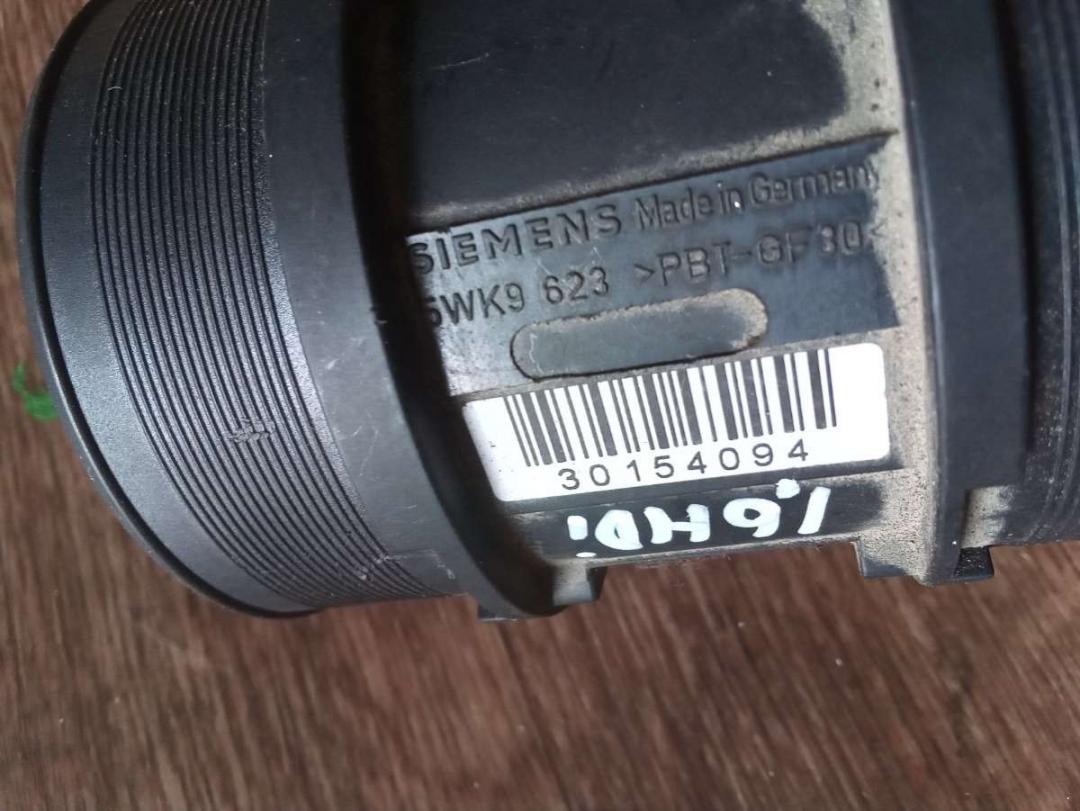 SIEMENS Made in Germany
5WK9 623 >PBT-GF30<
30154094
1.6HDi